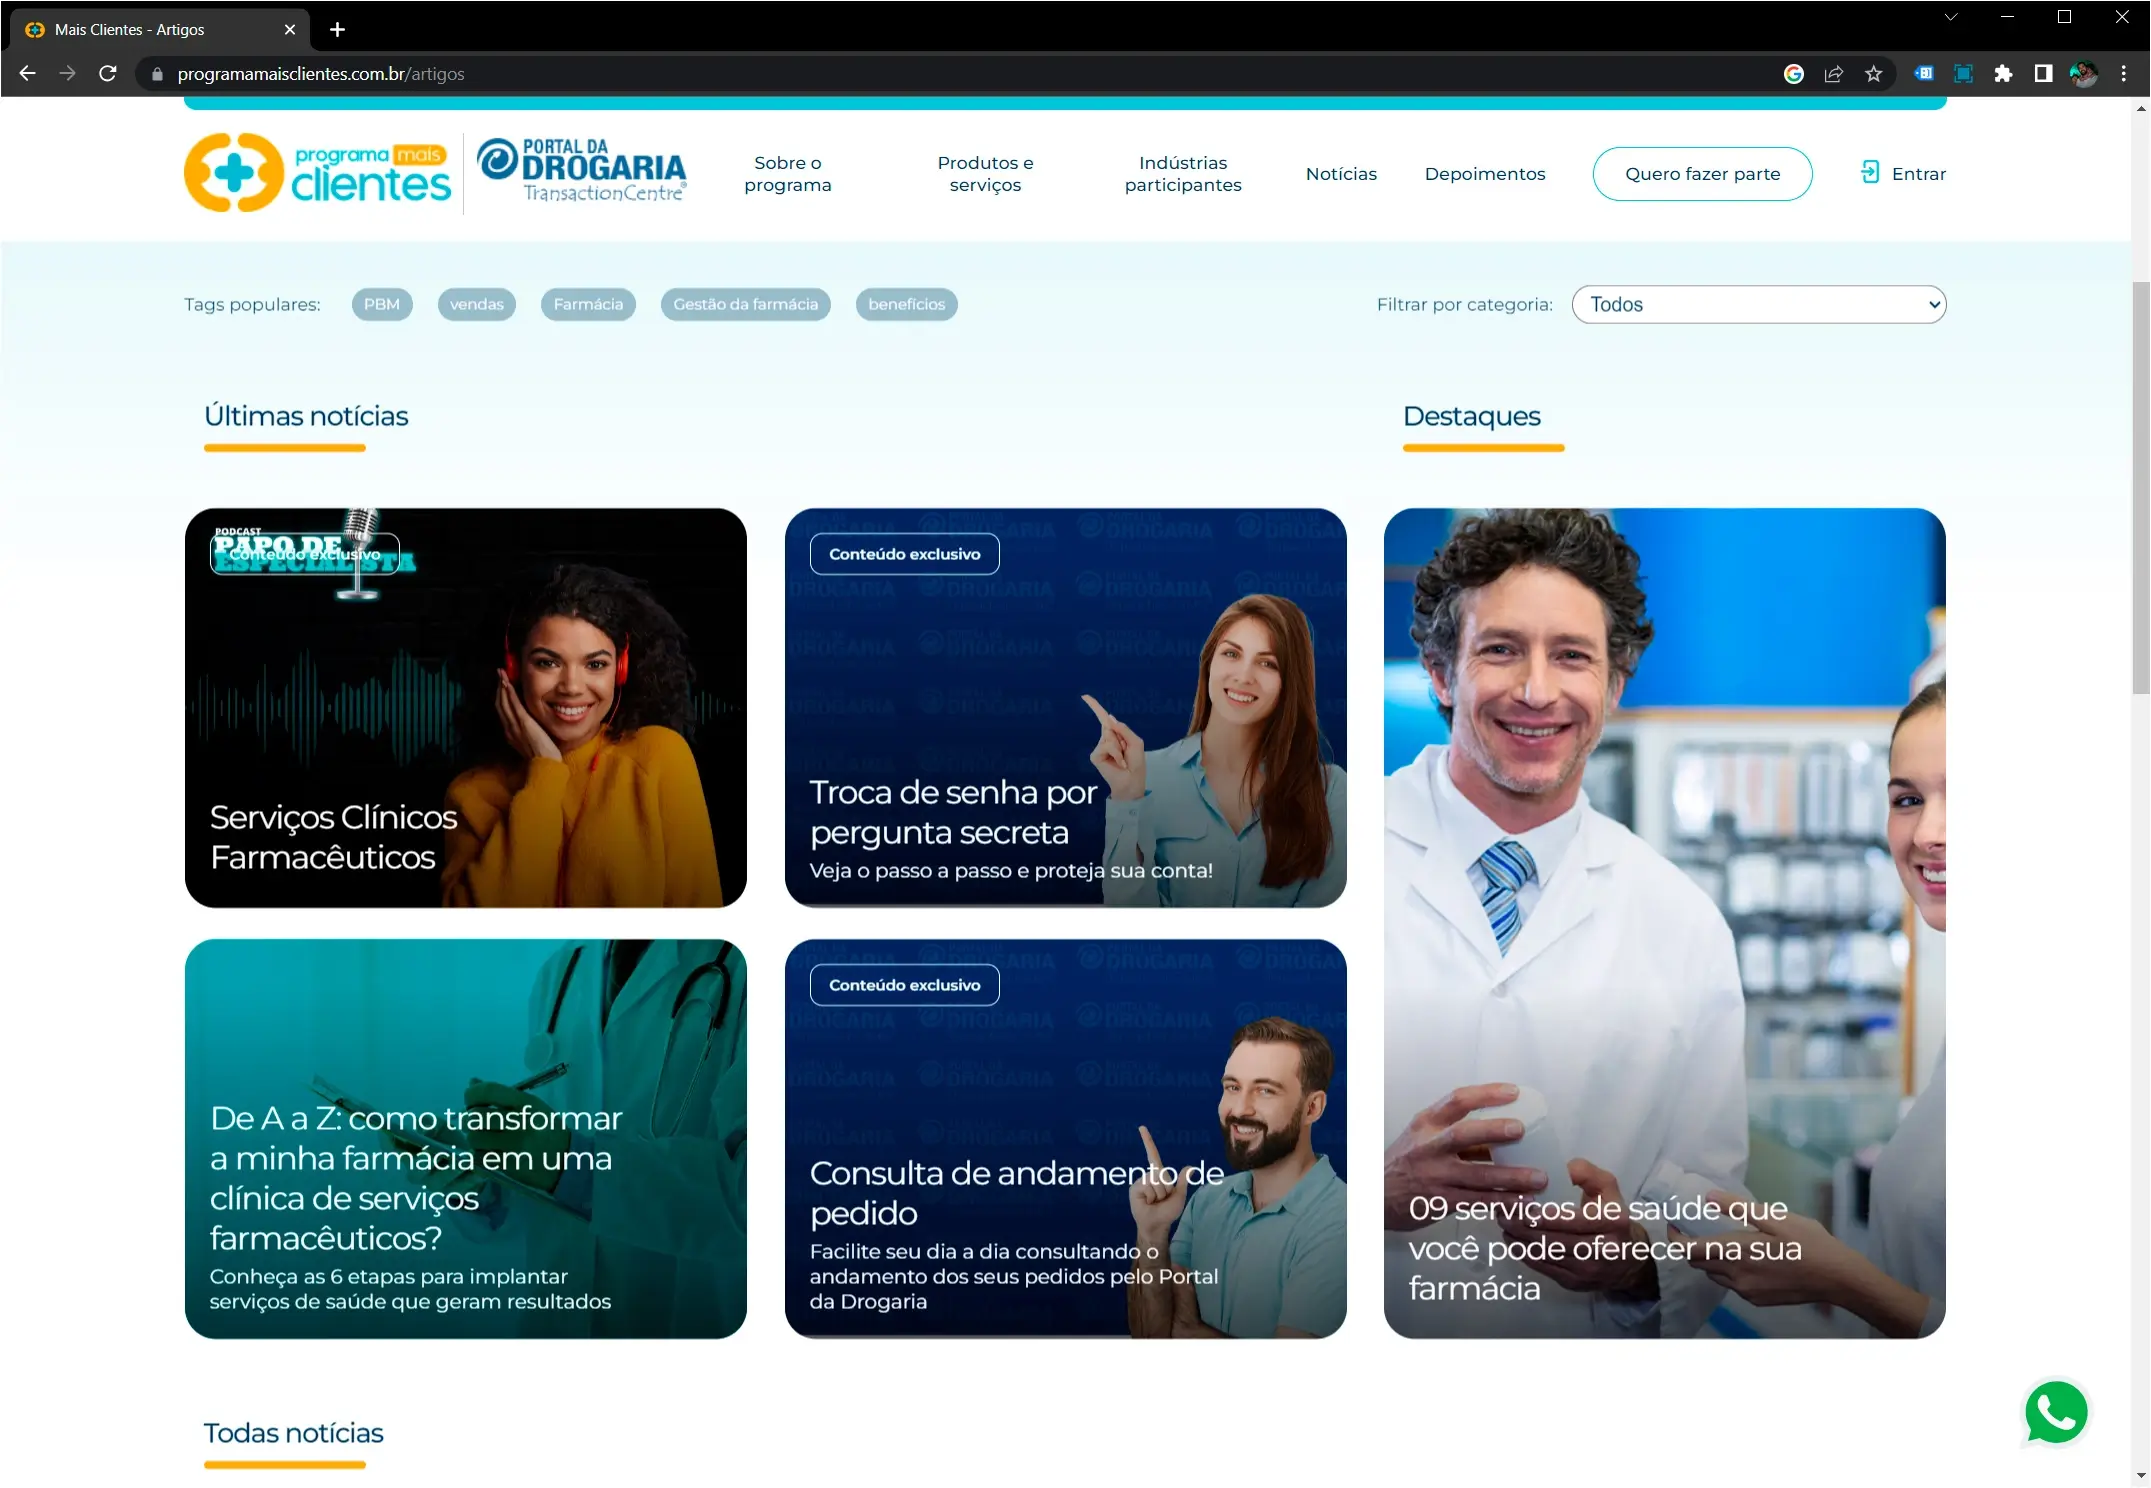 Mais Clientes - Artigos
programamaisclientes.com.br/artigos
programa mais
clientes
PORTAL DA
DROGARIA
TransactionCentre®
Sobre o
programa
Produtos e
serviços
Indústrias
participantes
Notícias
Depoimentos
Quero fazer parte
Entrar
Tags populares:
PBM
vendas
Farmácia
Gestão da farmácia
benefícios
Filtrar por categoria:
Todos
Últimas notícias
Destaques
PODCAST
PAPO DE
ESPECIALISTA
Conteúdo exclusivo
Serviços Clínicos
Farmacêuticos
Conteúdo exclusivo
Troca de senha por
pergunta secreta
Veja o passo a passo e proteja sua conta!
De A a Z: como transformar
a minha farmácia em uma
clínica de serviços
farmacêuticos?
Conheça as 6 etapas para implantar
serviços de saúde que geram resultados
Conteúdo exclusivo
Consulta de andamento de
pedido
Facilite seu dia a dia consultando o
andamento dos seus pedidos pelo Portal
da Drogaria
09 serviços de saúde que
você pode oferecer na sua
farmácia
Todas notícias